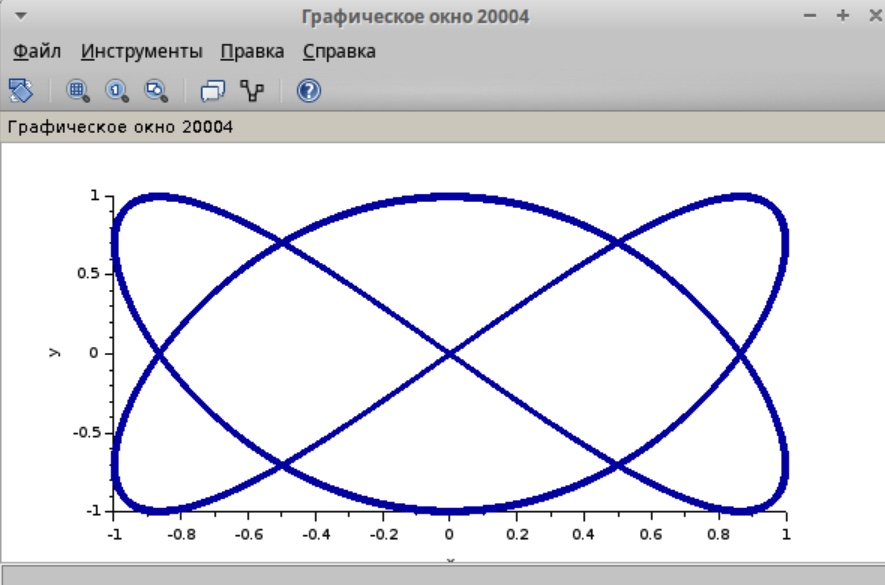 Графическое окно 20004
Файл Инструменты Правка Справка
Графическое окно 20004
1
0.5
y
0
-0.5
-1
-1 -0.8 -0.6 -0.4 -0.2 0 0.2 0.4 0.6 0.8 1